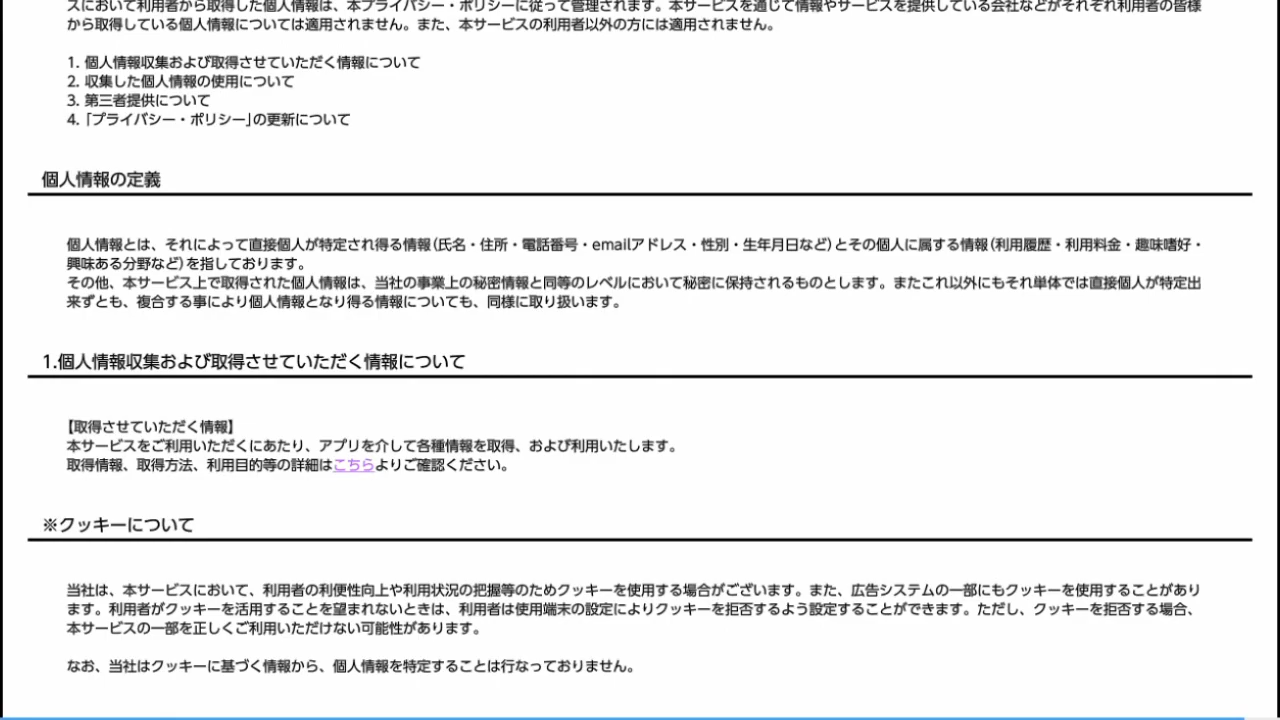 スにおいて利用者から取得した個人情報は、本プライバシー・ポリシーに従って管理されます。本サービスを通じて情報やサービスを提供している会社などがそれぞれ利用者の皆様
から取得している個人情報については適用されません。また、本サービスの利用者以外の方には適用されません。
1. 個人情報収集および取得させていただく情報について
2. 収集した個人情報の使用について
3. 第三者提供について
4. 「プライバシー・ポリシー」の更新について
個人情報の定義
個人情報とは、それによって直接個人が特定され得る情報(氏名・住所・電話番号・emailアドレス・性別・生年月日など)とその個人に属する情報(利用履歴・利用料金・趣味嗜好・
興味ある分野など)を指しております。
その他、本サービス上で取得された個人情報は、当社の事業上の秘密情報と同等のレベルにおいて秘密に保持されるものとします。またこれ以外にもそれ単体では直接個人が特定出
来ずとも、複合する事により個人情報となり得る情報についても、同様に取り扱います。
1.個人情報収集および取得させていただく情報について
【取得させていただく情報】
本サービスをご利用いただくにあたり、アプリを介して各種情報を取得、および利用いたします。
取得情報、取得方法、利用目的等の詳細はこちらよりご確認ください。
※クッキーについて
当社は、本サービスにおいて、利用者の利便性向上や利用状況の把握等のためクッキーを使用する場合がございます。また、広告システムの一部にもクッキーを使用することがあり
ます。利用者がクッキーを活用することを望まれないときは、利用者は使用端末の設定によりクッキーを拒否するよう設定することができます。ただし、クッキーを拒否する場合、
本サービスの一部を正しくご利用いただけない可能性があります。
なお、当社はクッキーに基づく情報から、個人情報を特定することは行なっておりません。